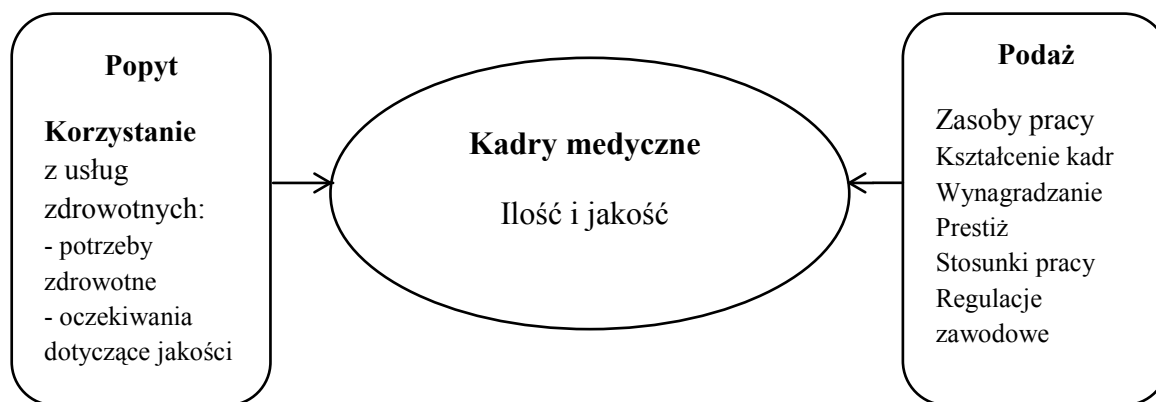 Popyt
Korzystanie
z usług
zdrowotnych:
- potrzeby
zdrowotne
- oczekiwania
dotyczące jakości
Kadry medyczne
Ilość i jakość
Podaż
Zasoby pracy
Kształcenie kadr
Wynagradzanie
Prestiż
Stosunki pracy
Regulacje
zawodowe